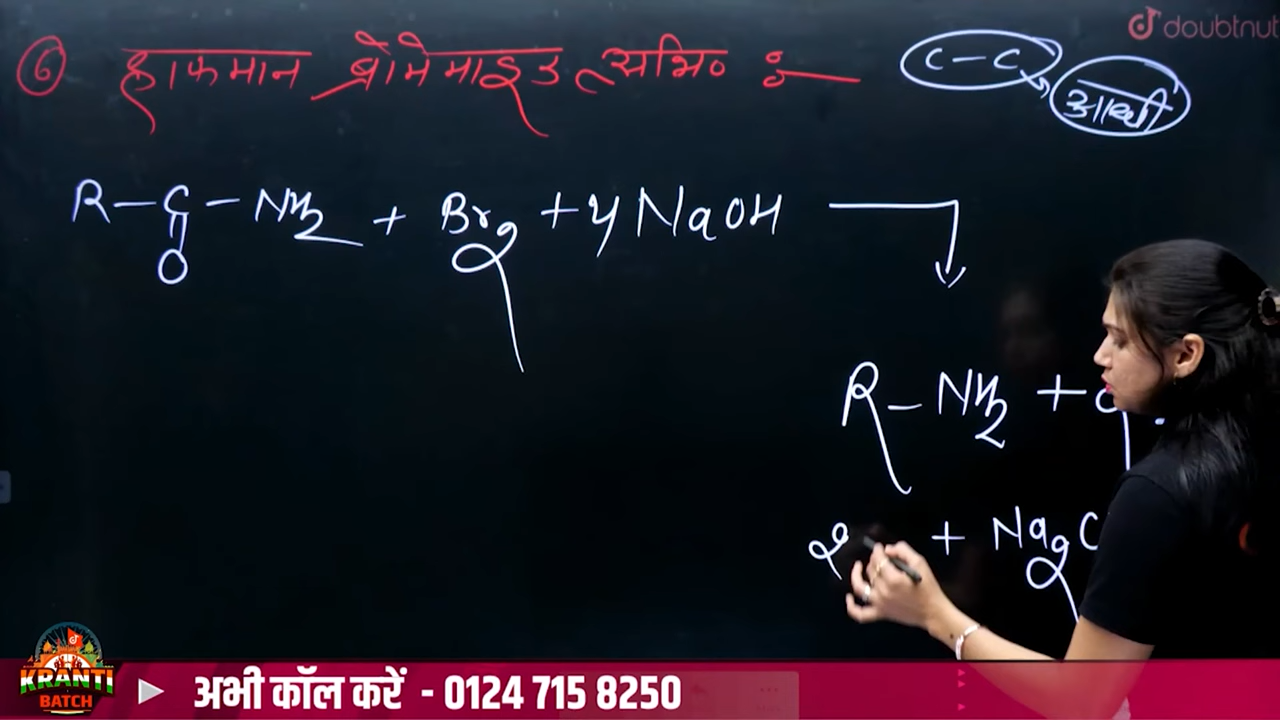 ⑥ हाफमान ब्रोमेमाइड अभि० :—
C – C
doubtnut
R – C – NH2 + Br2 + 4 NaOH
O
R – NH2 +
2 + Na2C
KRANTI
BATCH
अभी कॉल करें - 0124 715 8250